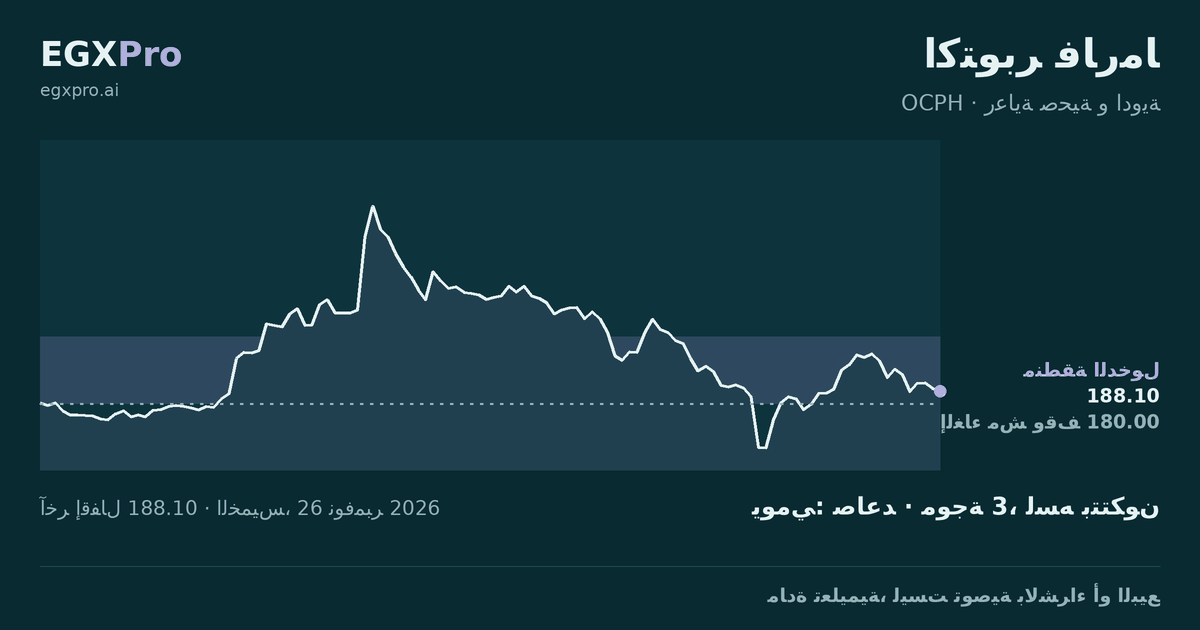 EGXPro
egxpro.ai
اكتوبر فارما
OCPH · رعاية صحية و ادوية
منطقة الدخول
188.10
إلغاء مش وقف 180.00
آخر إقفال 188.10 · الخميس، 26 نوفمبر 2026
يومي: صاعد · موجة 3، لسه بتتكون
مادة تعليمية، ليست توصية بالشراء أو البيع